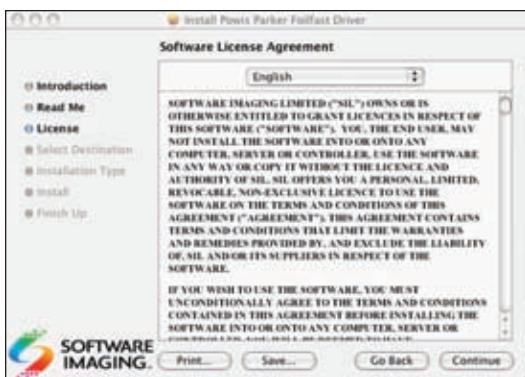 Install Powis Parker Foilfast Driver
Software License Agreement
English
Introduction
Read Me
License
Select Destination
Installation Type
Install
Finish Up
SOFTWARE IMAGING LIMITED ("SIL") OWNS OR IS
OTHERWISE ENTITLED TO GRANT LICENCES IN RESPECT OF
THIS SOFTWARE ("SOFTWARE"). YOU, THE END USER, MAY
NOT INSTALL THE SOFTWARE INTO OR ONTO ANY
COMPUTER, SERVER OR CONTROLLER, USE THE SOFTWARE
IN ANY WAY OR COPY IT WITHOUT THE LICENCE AND
AUTHORITY OF SIL. SIL OFFERS YOU A PERSONAL, LIMITED,
REVOCABLE, NON-EXCLUSIVE LICENCE TO USE THE
SOFTWARE ON THE TERMS AND CONDITIONS OF THIS
AGREEMENT ("AGREEMENT"). THIS AGREEMENT CONTAINS
TERMS AND CONDITIONS THAT LIMIT THE WARRANTIES
AND REMEDIES PROVIDED BY, AND EXCLUDE THE LIABILITY
OF, SIL AND/OR ITS SUPPLIERS IN RESPECT OF THE
SOFTWARE.
IF YOU WISH TO USE THE SOFTWARE, YOU MUST
UNCONDITIONALLY AGREE TO THE TERMS AND CONDITIONS
CONTAINED IN THIS AGREEMENT BEFORE INSTALLING THE
SOFTWARE INTO OR ONTO ANY COMPUTER, SERVER OR
SOFTWARE
IMAGING
Print...
Save...
Go Back
Continue